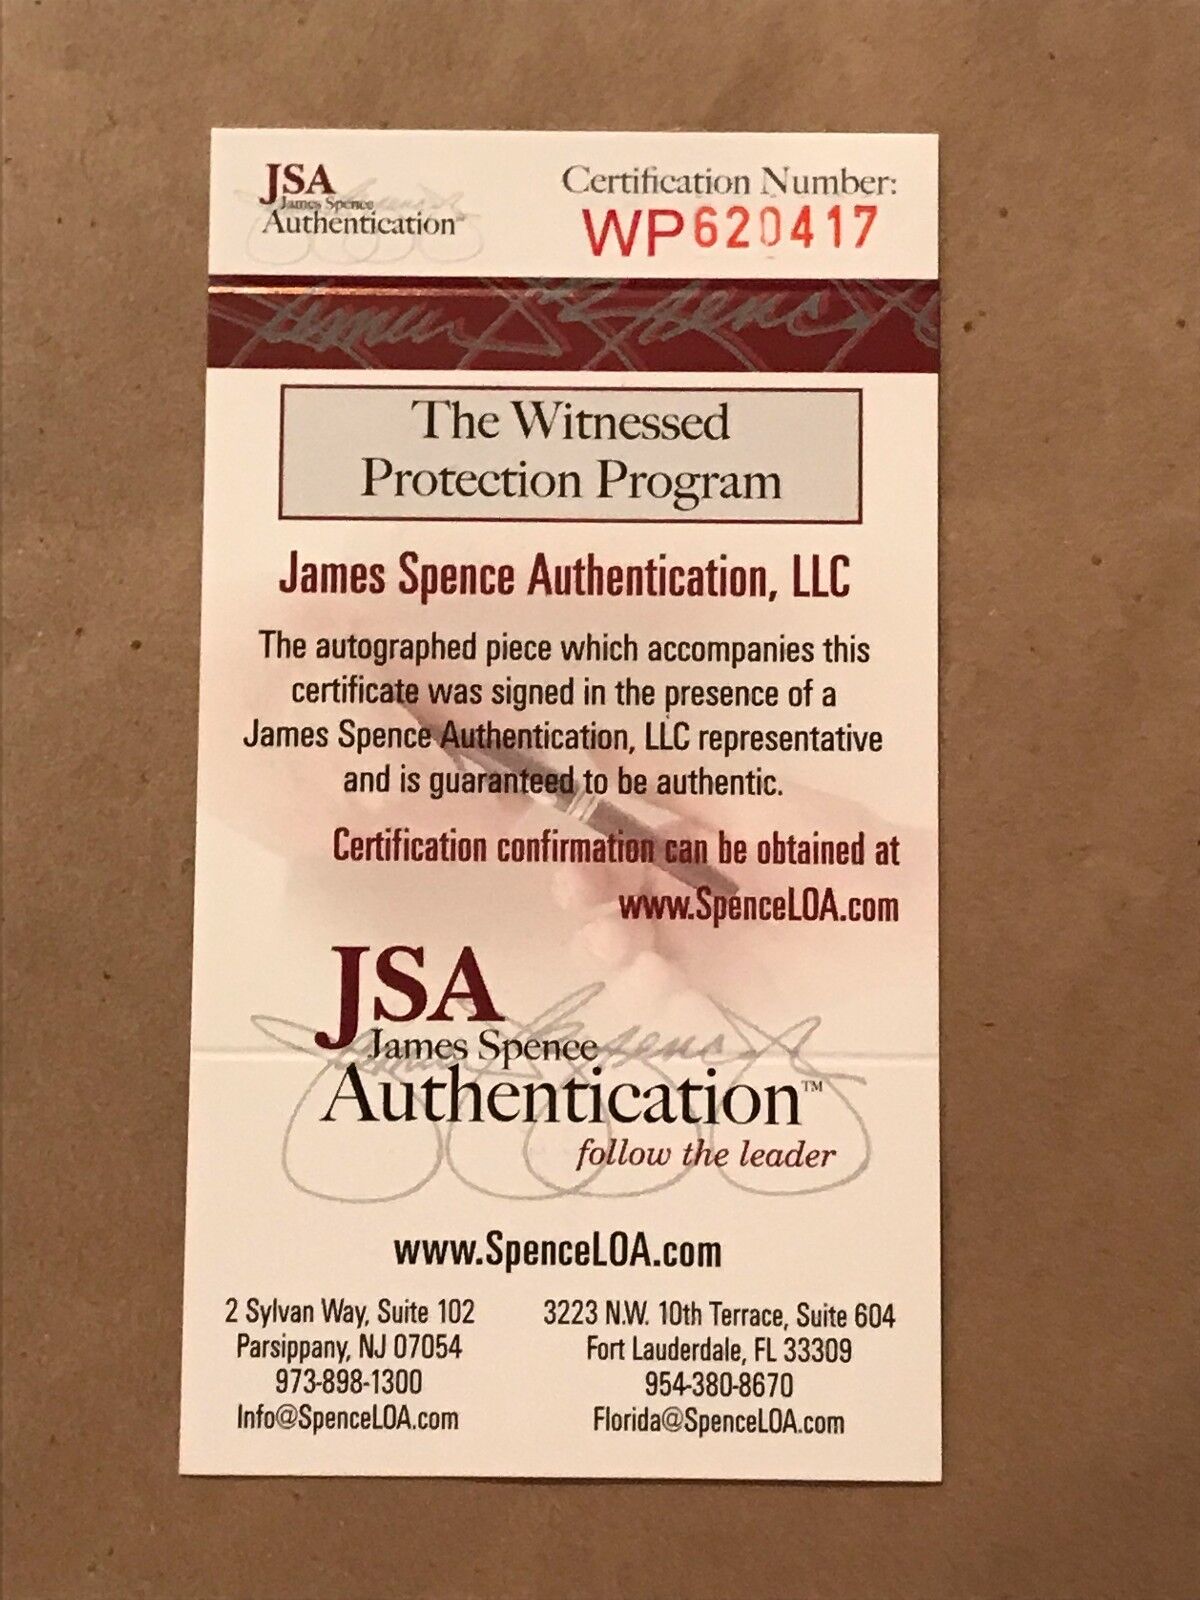 JSA
James Spence
Authentication
Certification Number:
WP620417
The Witnessed
Protection Program
James Spence Authentication, LLC
The autographed piece which accompanies this
certificate was signed in the presence of a
James Spence Authentication, LLC representative
and is guaranteed to be authentic.
Certification confirmation can be obtained at
www.SpenceLOA.com
JSA
James Spence
Authentication™
follow the leader
www.SpenceLOA.com
2 Sylvan Way, Suite 102
Parsippany, NJ 07054
973-898-1300
Info@SpenceLOA.com
3223 N.W. 10th Terrace, Suite 604
Fort Lauderdale, FL 33309
954-380-8670
Florida@SpenceLOA.com